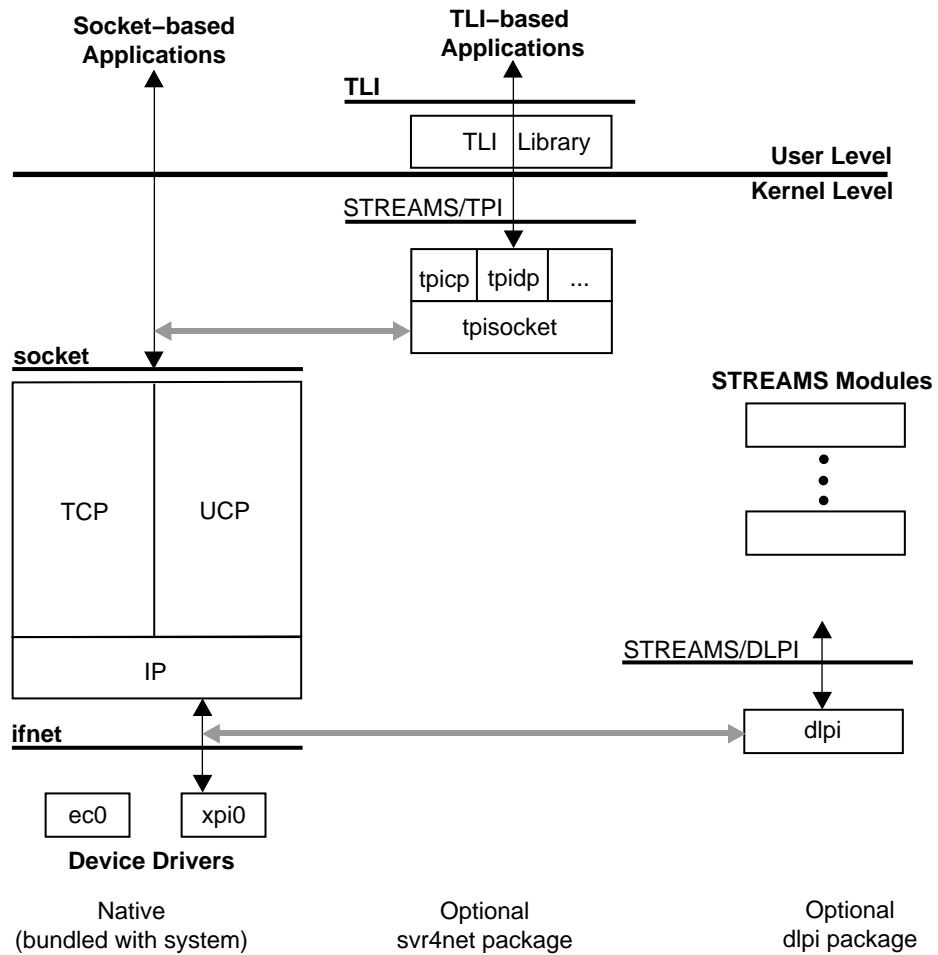 Socket–based
Applications
TLI–based
Applications
TLI
TLI Library
User Level
Kernel Level
STREAMS/TPI
tpicp tpidp ...
tpisocket
socket
STREAMS Modules
TCP UCP
IP
STREAMS/DLPI
ifnet
dlpi
ec0 xpi0
Device Drivers
Native
(bundled with system)
Optional
svr4net package
Optional
dlpi package